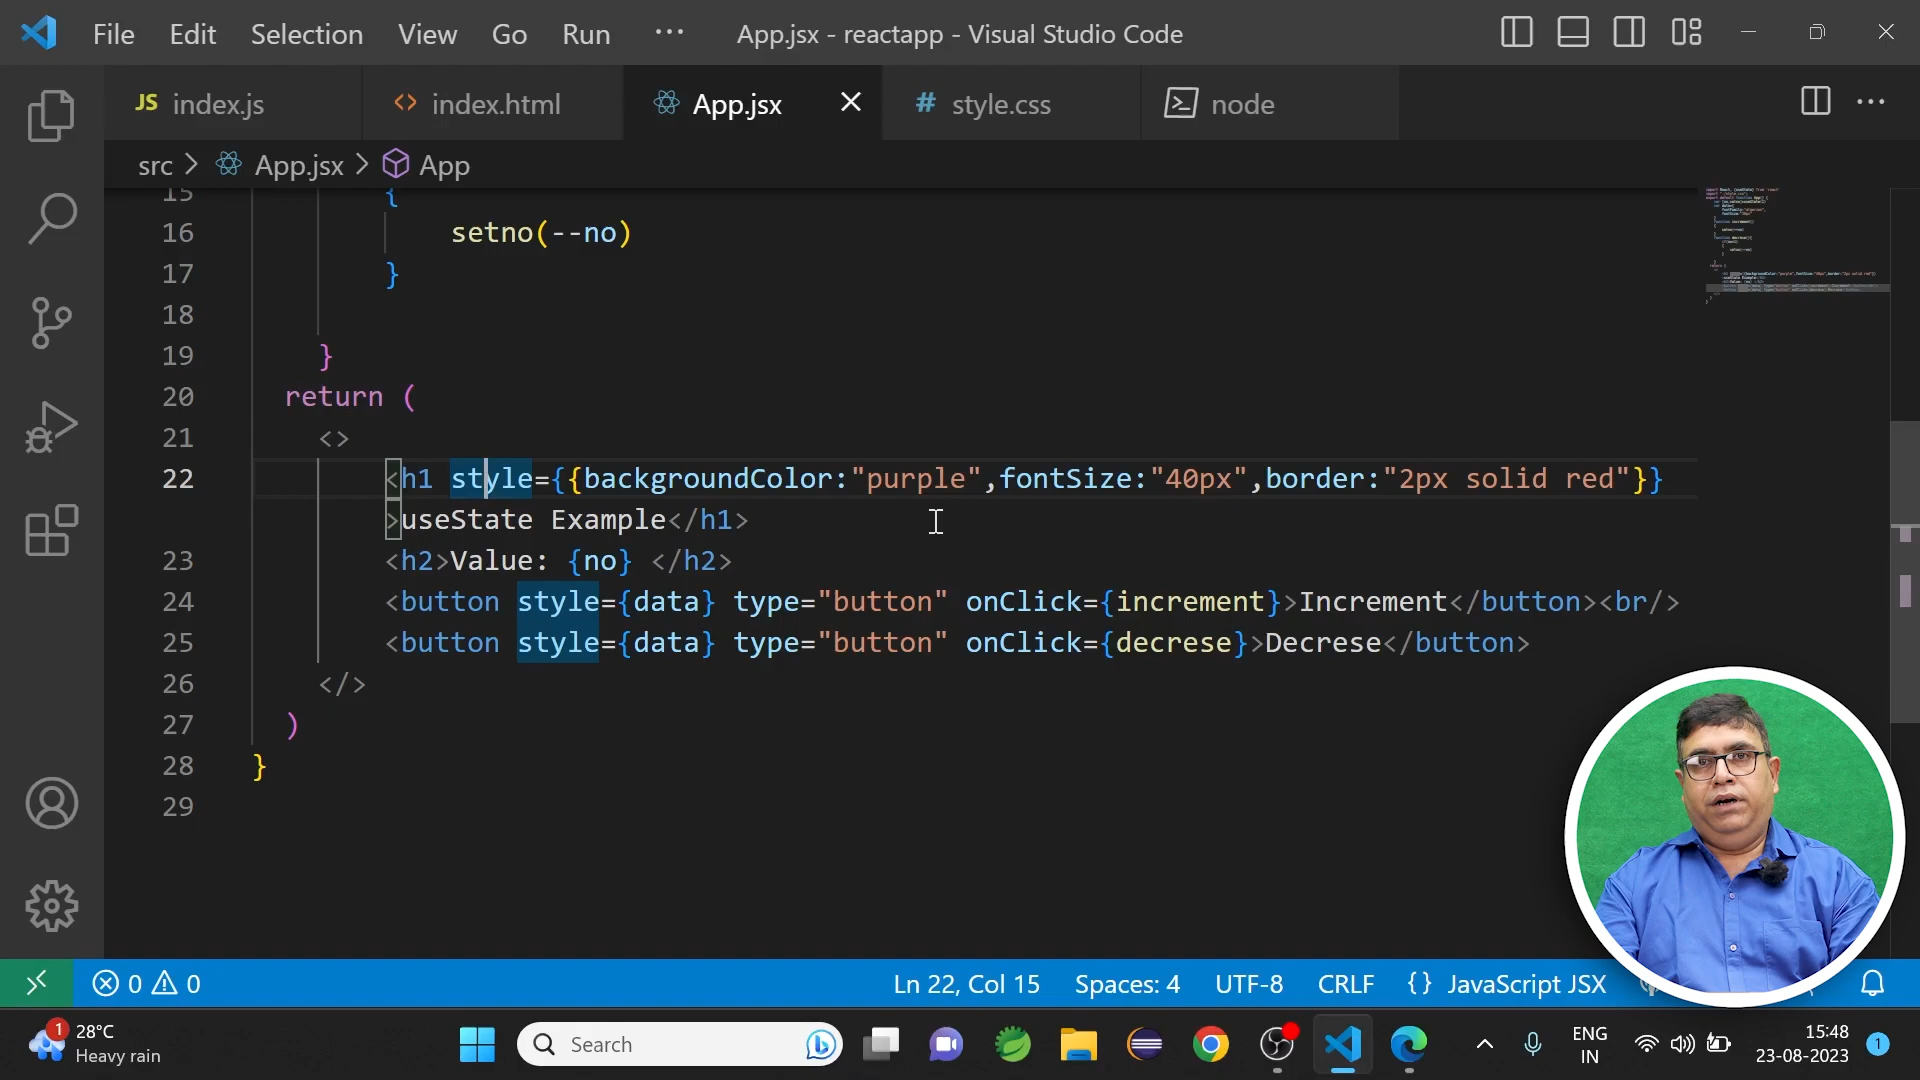 File Edit Selection View Go Run ··· App.jsx - reactapp - Visual Studio Code
JS index.js <> index.html App.jsx # style.css node ···
src > App.jsx > App
15 {
16 setno(--no)
17 }
18
19 }
20 return (
21 <>
22 <h1 style={{backgroundColor:"purple",fontSize:"40px",border:"2px solid red"}}
>useState Example</h1>
23 <h2>Value: {no} </h2>
24 <button style={data} type="button" onClick={increment}>Increment</button><br/>
25 <button style={data} type="button" onClick={decrese}>Decrese</button>
26 </>
27 )
28 }
29
0 0 Ln 22, Col 15 Spaces: 4 UTF-8 CRLF {} JavaScript JSX
1 28°C
Heavy rain
Search
ENG
IN
15:48
23-08-2023
1